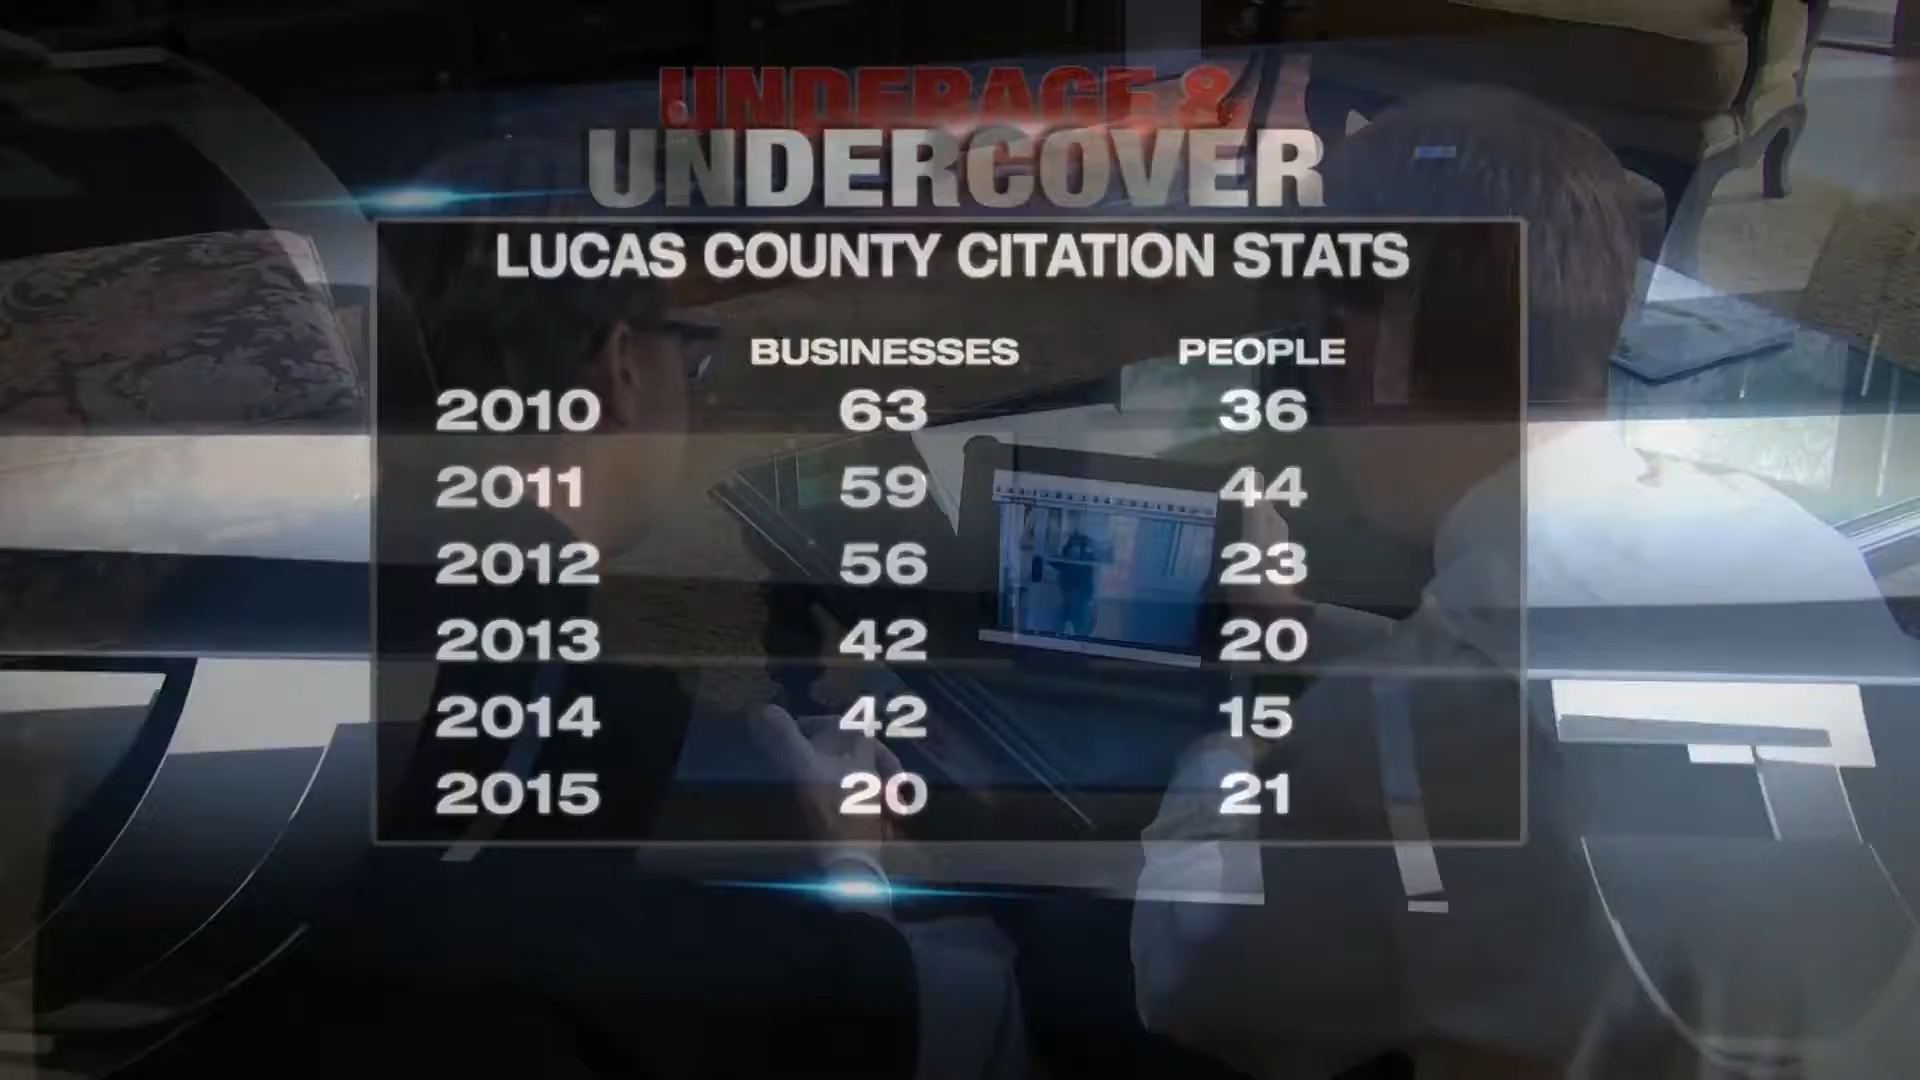 UNDERAGE &
UNDERCOVER
LUCAS COUNTY CITATION STATS
BUSINESSES PEOPLE
2010 63 36
2011 59 44
2012 56 23
2013 42 20
2014 42 15
2015 20 21